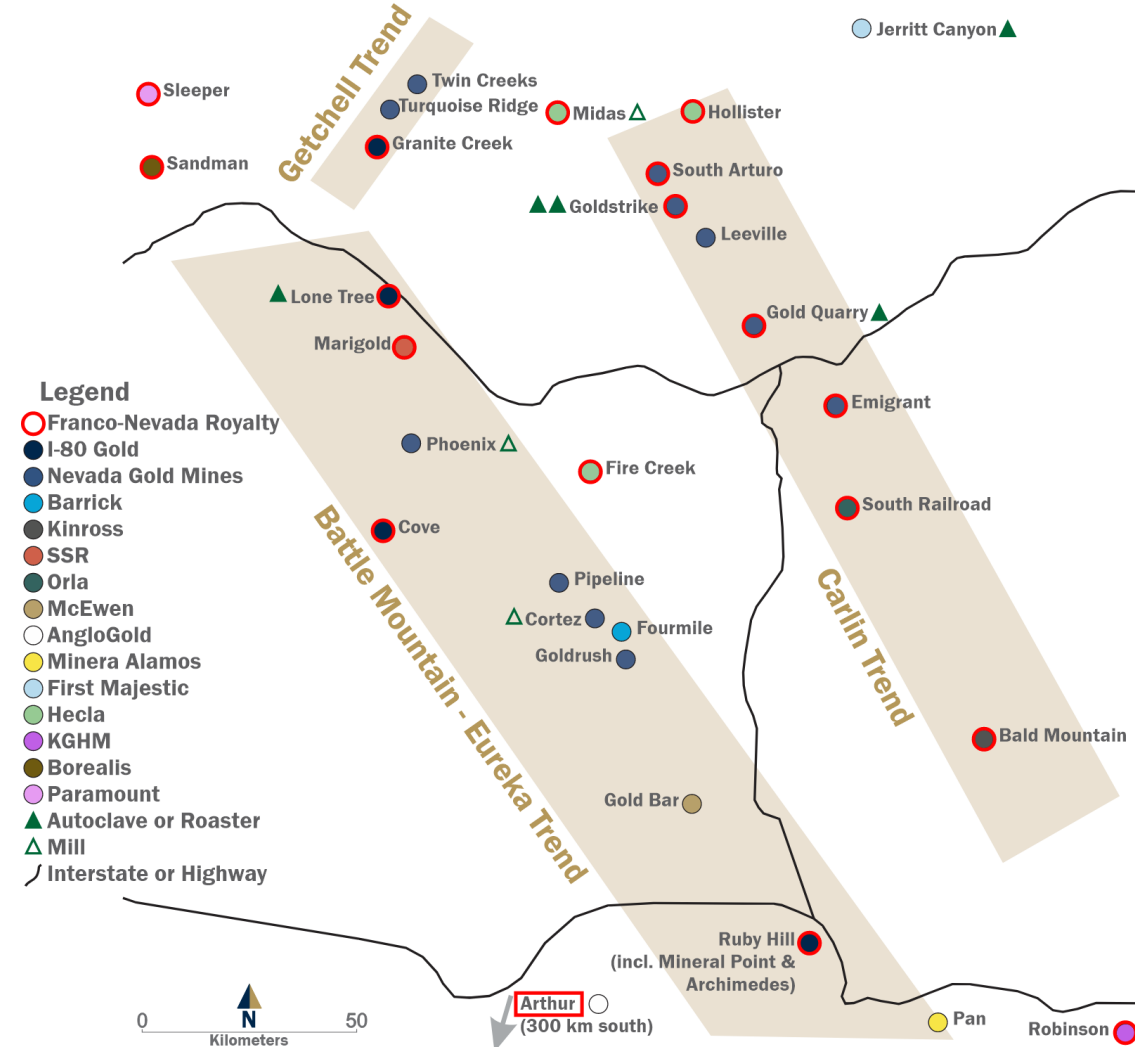 Getchell Trend
Jerritt Canyon
Sleeper
Twin Creeks
Turquoise Ridge
Midas
Hollister
Granite Creek
Sandman
South Arturo
Goldstrike
Leeville
Lone Tree
Gold Quarry
Marigold
Legend
Franco-Nevada Royalty
I-80 Gold
Nevada Gold Mines
Barrick
Kinross
SSR
Orla
McEwen
AngloGold
Minera Alamos
First Majestic
Hecla
KGHM
Borealis
Paramount
Autoclave or Roaster
Mill
Interstate or Highway
Emigrant
Phoenix
Fire Creek
South Railroad
Cove
Battle Mountain - Eureka Trend
Carlin Trend
Pipeline
Cortez
Fourmile
Goldrush
Bald Mountain
Gold Bar
Ruby Hill
(incl. Mineral Point &
Archimedes)
Arthur
(300 km south)
Pan
Robinson
N
0 50
Kilometers